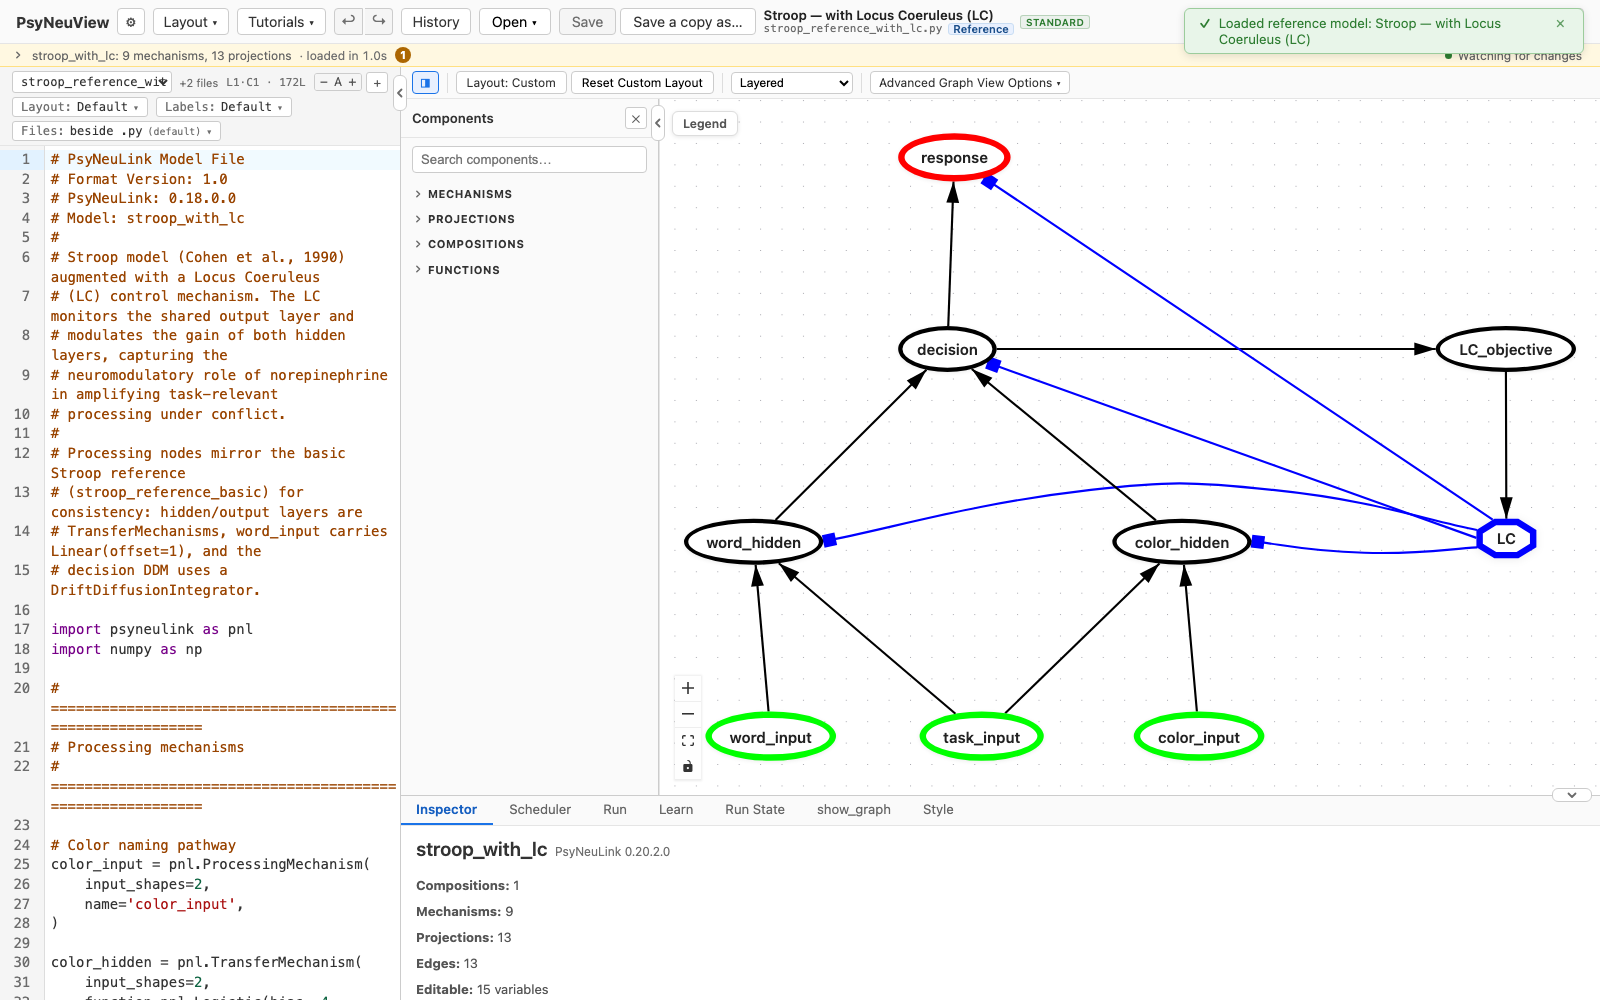 PsyNeuView
Layout ▾
Tutorials ▾
History
Open ▾
Save
Save a copy as...
Stroop — with Locus Coeruleus (LC)
stroop_reference_with_lc.py Reference
STANDARD
✓ Loaded reference model: Stroop — with Locus Coeruleus (LC) ×
stroop_with_lc: 9 mechanisms, 13 projections · loaded in 1.0s 1
Watching for changes
+2 files L1·C1 · 172L − A + +
Layout: Default ▾ Labels: Default ▾
Files: beside .py (default) ▾
Layout: Custom
Reset Custom Layout
Layered
Advanced Graph View Options ▾
1 # PsyNeuLink Model File
2 # Format Version: 1.0
3 # PsyNeuLink: 0.18.0.0
4 # Model: stroop_with_lc
5 #
6 # Stroop model (Cohen et al., 1990)
augmented with a Locus Coeruleus
7 # (LC) control mechanism. The LC
monitors the shared output layer and
8 # modulates the gain of both hidden
layers, capturing the
9 # neuromodulatory role of norepinephrine
in amplifying task-relevant
10 # processing under conflict.
11 #
12 # Processing nodes mirror the basic
Stroop reference
13 # (stroop_reference_basic) for
consistency: hidden/output layers are
14 # TransferMechanisms, word_input carries
Linear(offset=1), and the
15 # decision DDM uses a
DriftDiffusionIntegrator.
16
17 import psyneulink as pnl
18 import numpy as np
19
20 #
=========================================
==================
21 # Processing mechanisms
22 #
=========================================
==================
23
24 # Color naming pathway
25 color_input = pnl.ProcessingMechanism(
26 input_shapes=2,
27 name='color_input',
28 )
29
30 color_hidden = pnl.TransferMechanism(
31 input_shapes=2,
Components ×
Search components...
MECHANISMS
PROJECTIONS
COMPOSITIONS
FUNCTIONS
Legend
response
decision
LC_objective
word_hidden
color_hidden
LC
word_input
task_input
color_input
Inspector
Scheduler
Run
Learn
Run State
show_graph
Style
stroop_with_lc PsyNeuLink 0.20.2.0
Compositions: 1
Mechanisms: 9
Projections: 13
Edges: 13
Editable: 15 variables